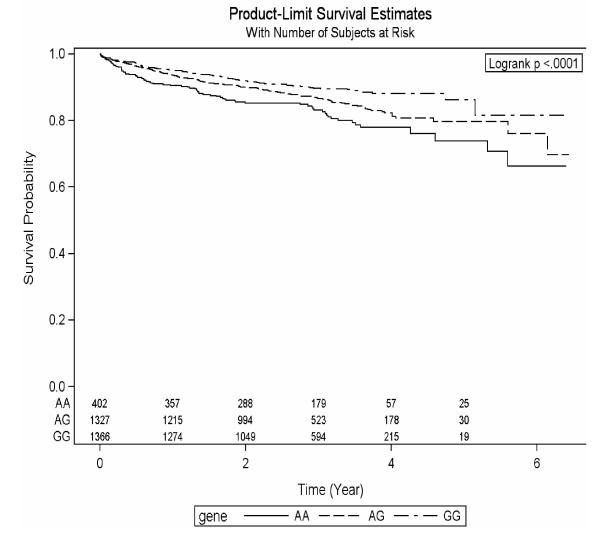 Product-Limit Survival Estimates
With Number of Subjects at Risk
Logrank p <.0001
Survival Probability
1.0
0.8
0.6
0.4
0.2
0.0
AA 402 357 288 179 57 25
AG 1327 1215 994 523 178 30
GG 1366 1274 1049 594 215 19
0 2 4 6
Time (Year)
gene AA AG GG